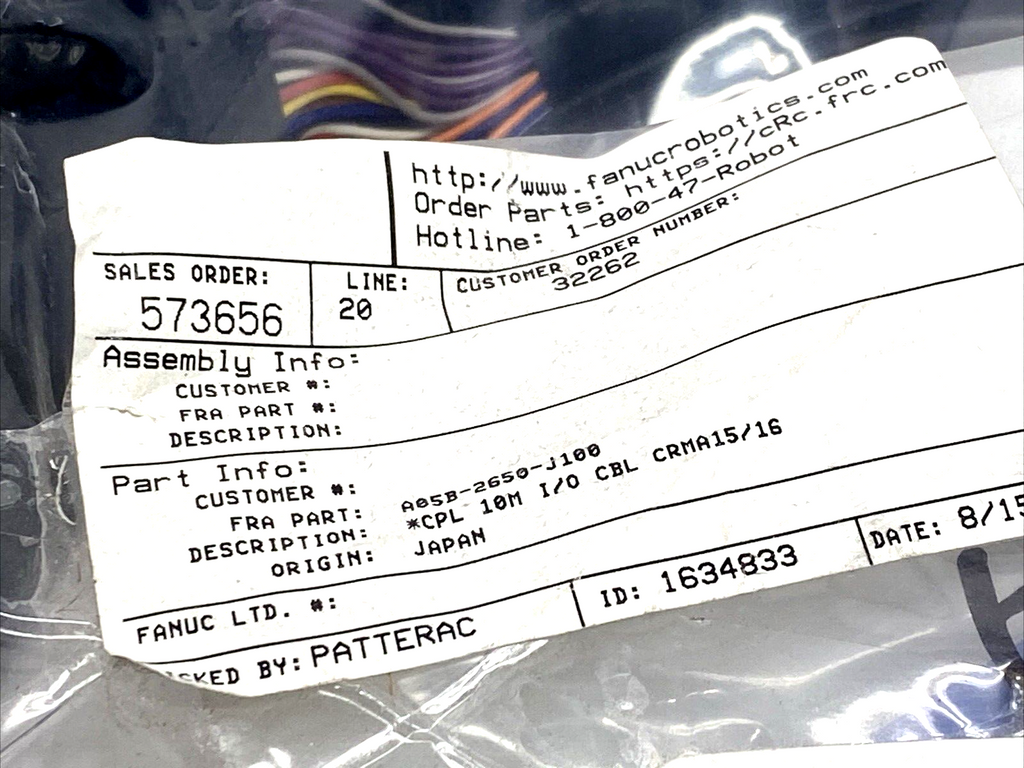 http://www.fanucrobotics.com
Order Parts: https://cRc.frc.com
Hotline: 1-800-47-Robot
SALES ORDER:
573656
LINE:
20
CUSTOMER ORDER NUMBER:
32262
Assembly Info:
CUSTOMER #:
FRA PART #:
DESCRIPTION:
Part Info:
CUSTOMER #:
FRA PART: A05B-2650-J100
DESCRIPTION: *CPL 10M I/O CBL CRMA15/16
ORIGIN: JAPAN
FANUC LTD. #:
BY: PATTERAC
ID: 1634833
DATE: 8/15